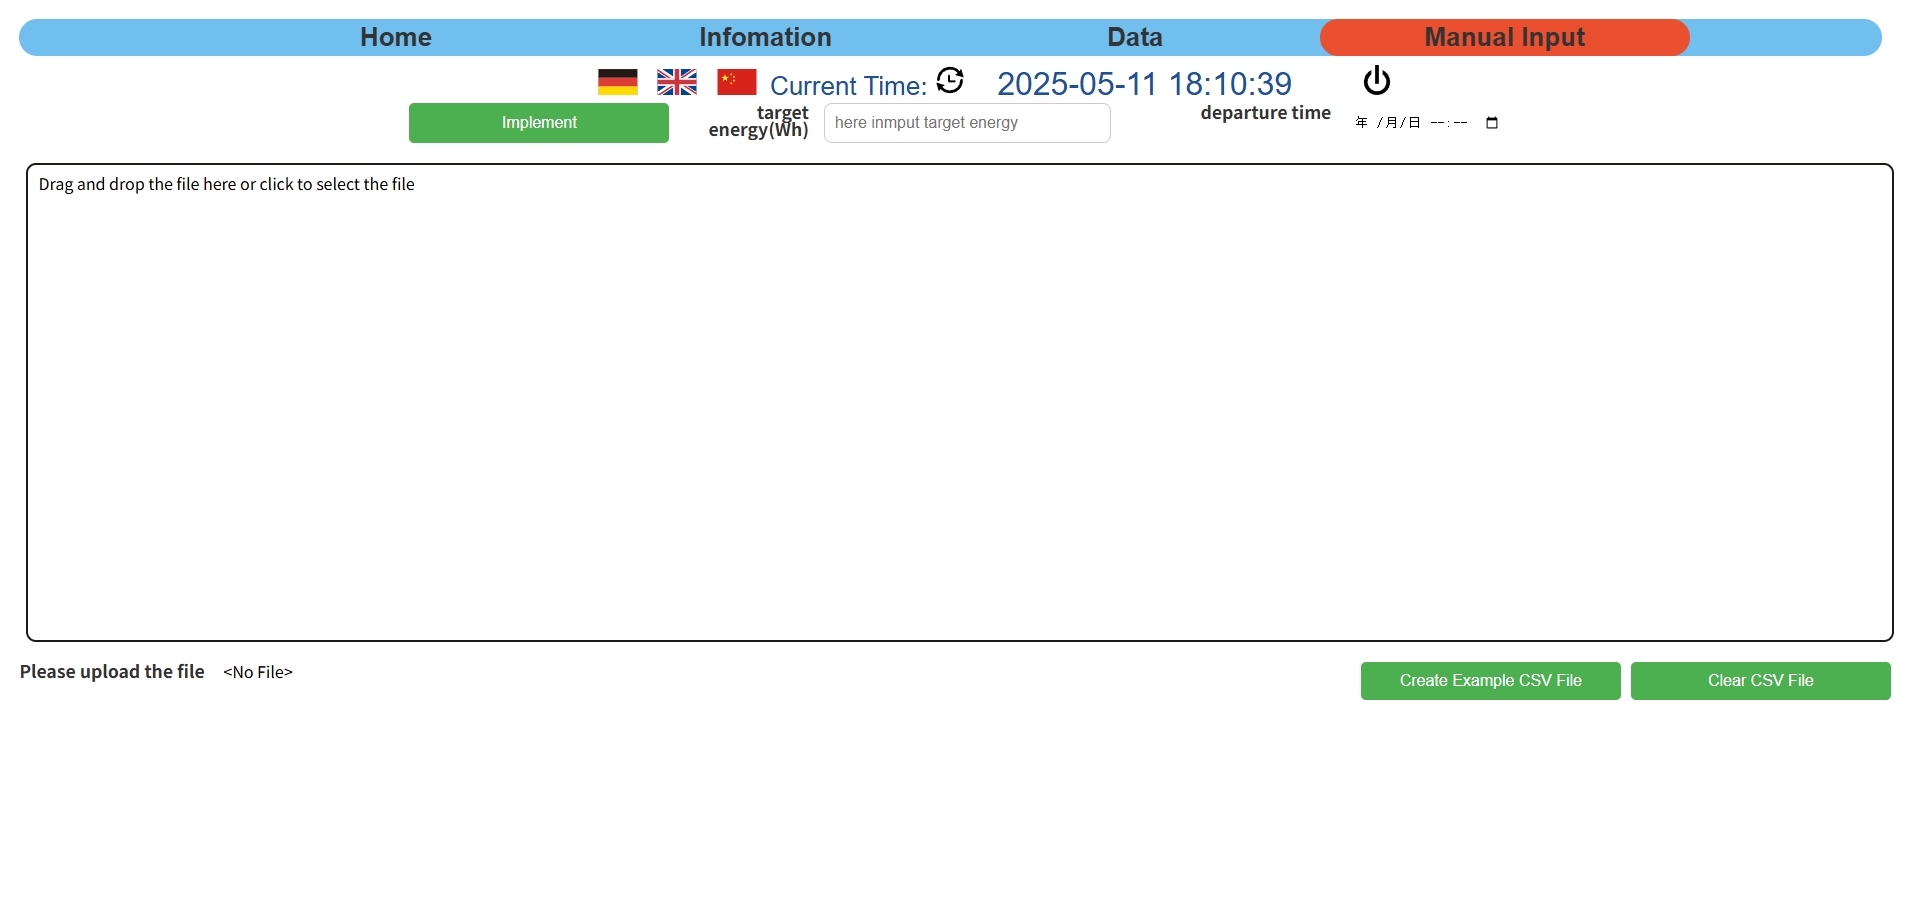 Home Infomation Data Manual Input
Current Time: 2025-05-11 18:10:39
Implement
target
energy(Wh)
here inmput target energy
departure time
年 /月/日 --:--
Drag and drop the file here or click to select the file
Please upload the file <No File>
Create Example CSV File
Clear CSV File